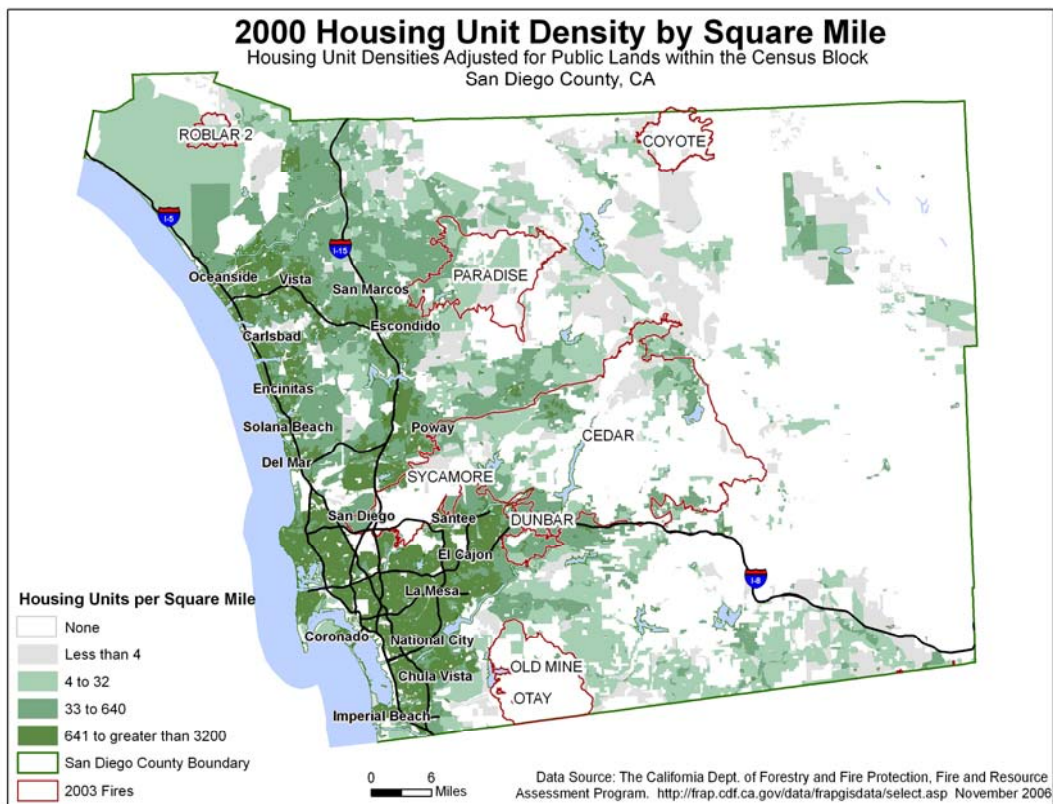 2000 Housing Unit Density by Square Mile
Housing Unit Densities Adjusted for Public Lands within the Census Block
San Diego County, CA
ROBLAR 2
COYOTE
I-5
I-15
PARADISE
Oceanside
Vista
San Marcos
Escondido
Carlsbad
Encinitas
Solana Beach
Poway
CEDAR
Del Mar
SYCAMORE
San Diego
Santee
DUNBAR
El Cajon
I-8
La Mesa
Coronado
National City
OLD MINE
Chula Vista
OTAY
Imperial Beach
Housing Units per Square Mile
None
Less than 4
4 to 32
33 to 640
641 to greater than 3200
San Diego County Boundary
2003 Fires
0 6
Miles
Data Source: The California Dept. of Forestry and Fire Protection, Fire and Resource
Assessment Program. http://frap.cdf.ca.gov/data/frapgisdata/select.asp November 2006